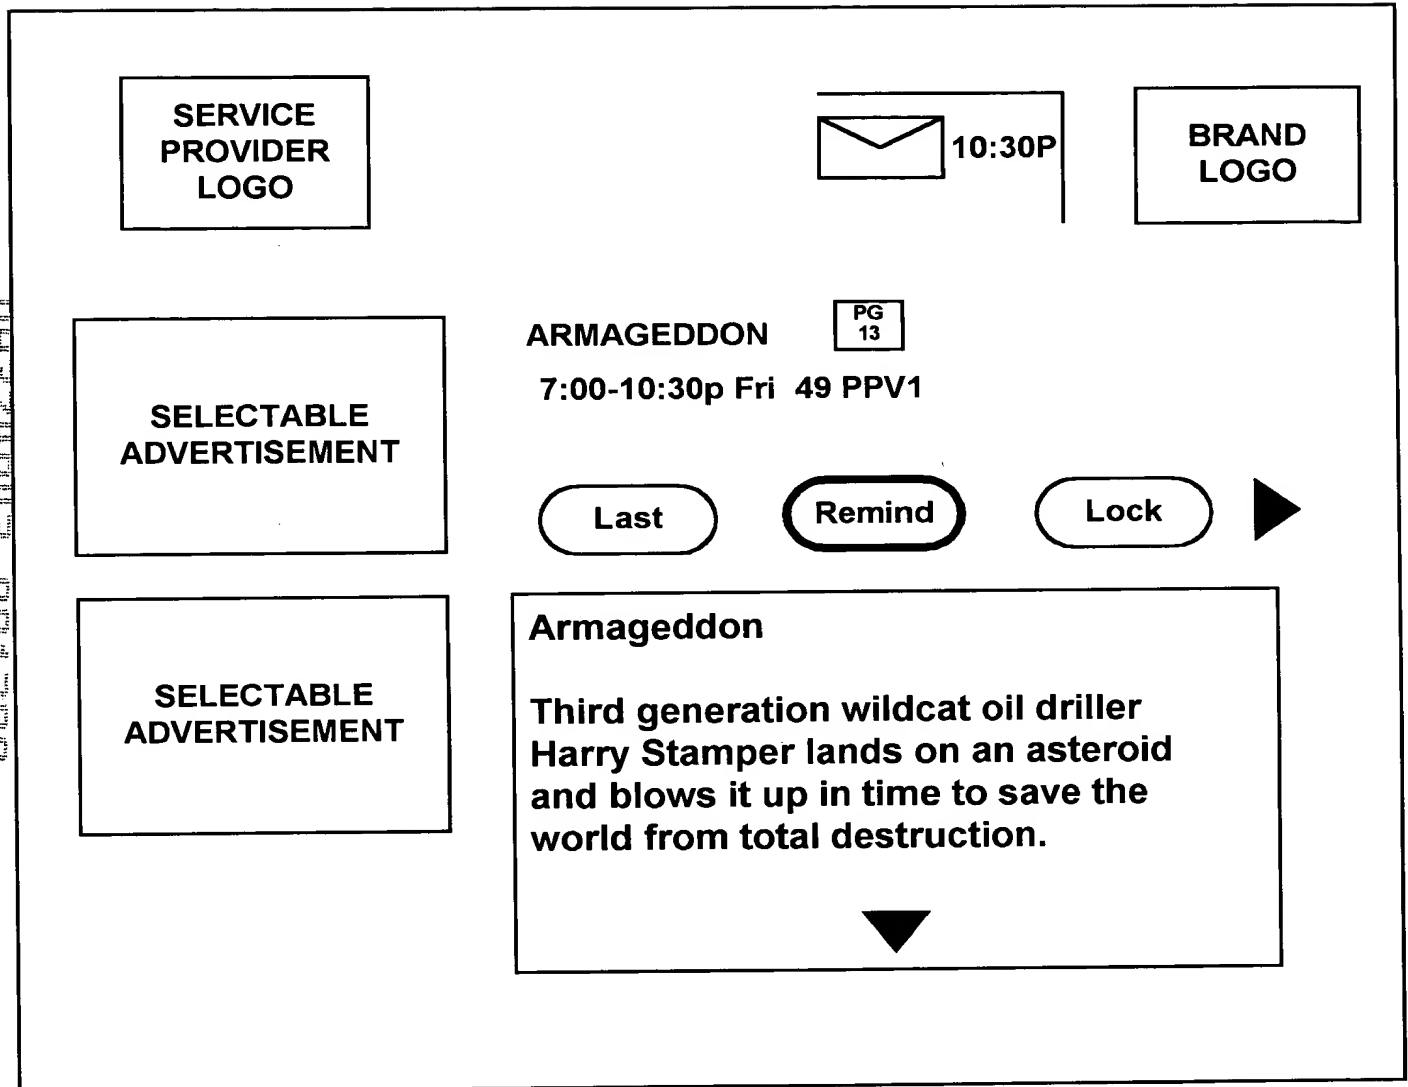 SERVICE
PROVIDER
LOGO
10:30P
BRAND
LOGO
SELECTABLE
ADVERTISEMENT
ARMAGEDDON
PG
13
7:00-10:30p Fri 49 PPV1
Last
Remind
Lock
SELECTABLE
ADVERTISEMENT
Armageddon
Third generation wildcat oil driller
Harry Stamper lands on an asteroid
and blows it up in time to save the
world from total destruction.